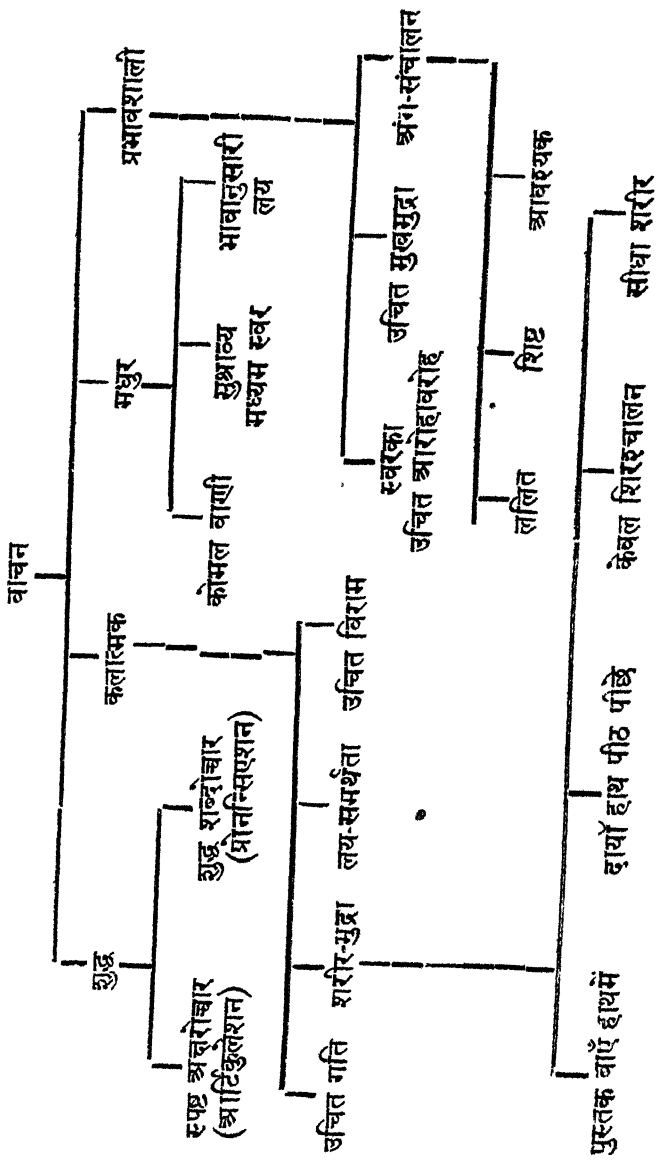 वाचन
शुद्ध
कलात्मक
मधुर
प्रभावशाली
स्पष्ट अक्षरोच्चार
(आर्टिकुलेशन)
शुद्ध शब्दोच्चार
(प्रोनन्सिएशन)
कोमल वाणी
सुश्राव्य
मध्यम स्वर
भावानुसारी
लय
उचित गति
शरीर-मुद्रा
लय-समर्थता
उचित विराम
स्वरका
उचित आरोहावरोह
उचित मुखमुद्रा
अंग-संचालन
ललित
शिष्ट
आवश्यक
पुस्तक बाएँ हाथमें
दायाँ हाथ पीठ पीछे
केवल शिरश्चालन
सीधा शरीर